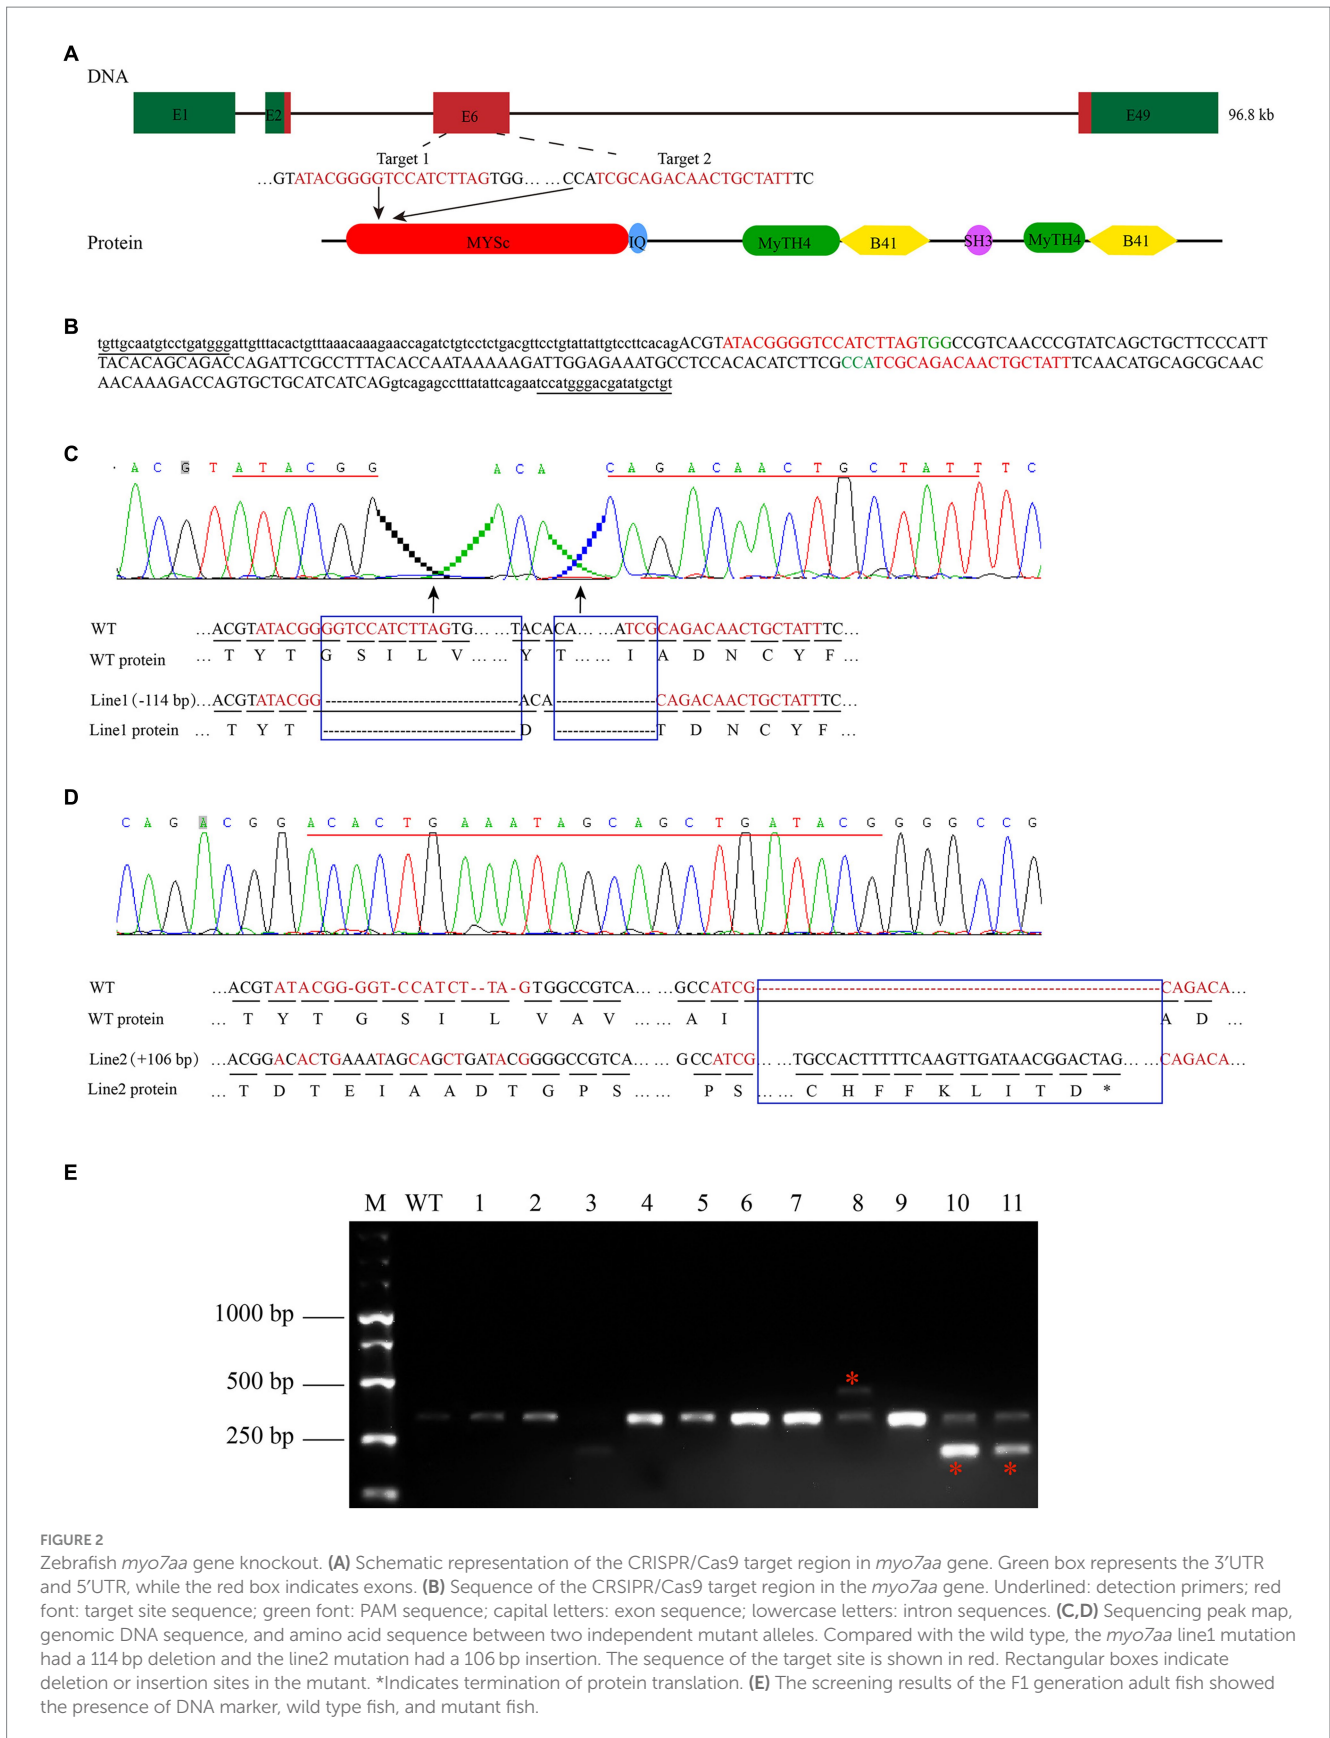 A
DNA
E1 E2 E6 E49 96.8 kb
Target 1 Target 2
...GTATACGGGGTCCATCTTAGTGG... ...CCATCGCAGACAACTGCTATTTC
Protein MYSc IQ MyTH4 B41 SH3 MyTH4 B41
B
tgttgcaatgtcctgatgggattgtttacactgtttaaacaaagaaccagatctgtcctctgacgttcctgtattattgtccttcacagACGTATACGGGGTCCATCTTAGTGGCCGTCAACCCGTATCAGCTGCTTCCCATT
TACACAGCAGACCAGATTCGCCTTTACACCAATAAAAAGATTGGAGAAATGCCTCCACACATCTTCGCCATCGCAGACAACTGCTATTTCAACATGCAGCGCAAC
AACAAAGACCAGTGCTGCATCATCAGgtcagagcctttatattcagaatccatgggacgatatgctgt
C
A C G T A T A C G G A C A C A G A C A A C T G C T A T T T C
WT ...ACGTATACGGGGTCCATCTTAGTG... ...TACACA... ...ATCGCAGACAACTGCTATTTC...
WT protein ... T Y T G S I L V ... ... Y T ... ... I A D N C Y F ...
Line1 (-114 bp)...ACGTATACGG------------------------------ACA----------------CAGACAACTGCTATTTC...
Line1 protein ... T Y T ------------------------------ D ---------------- T D N C Y F ...
D
C A G A C G G A C A C T G A A A T A G C A G C T G A T A C G G G G C C G
WT ...ACGTATACGG-GGT-CCATCT--TA-GTGGCCGTCA... ...GCCATCG------------------------------------------------CAGACA...
WT protein ... T Y T G S I L V A V ... ... A I A D ...
Line2 (+106 bp) ...ACGGACACTGAAATAGCAGCTGATACGGGGCCGTCA... ... GCCATCG... ...TGCCACTTTTTCAAGTTGATAACGGACTAG... ...CAGACA...
Line2 protein ... T D T E I A A D T G P S ... ... P S ... ... C H F F K L I T D *
E
M WT 1 2 3 4 5 6 7 8 9 10 11
1000 bp
*
500 bp
250 bp
* *
FIGURE 2
Zebrafish myo7aa gene knockout. (A) Schematic representation of the CRISPR/Cas9 target region in myo7aa gene. Green box represents the 3′UTR
and 5′UTR, while the red box indicates exons. (B) Sequence of the CRSIPR/Cas9 target region in the myo7aa gene. Underlined: detection primers; red
font: target site sequence; green font: PAM sequence; capital letters: exon sequence; lowercase letters: intron sequences. (C,D) Sequencing peak map,
genomic DNA sequence, and amino acid sequence between two independent mutant alleles. Compared with the wild type, the myo7aa line1 mutation
had a 114 bp deletion and the line2 mutation had a 106 bp insertion. The sequence of the target site is shown in red. Rectangular boxes indicate
deletion or insertion sites in the mutant. *Indicates termination of protein translation. (E) The screening results of the F1 generation adult fish showed
the presence of DNA marker, wild type fish, and mutant fish.